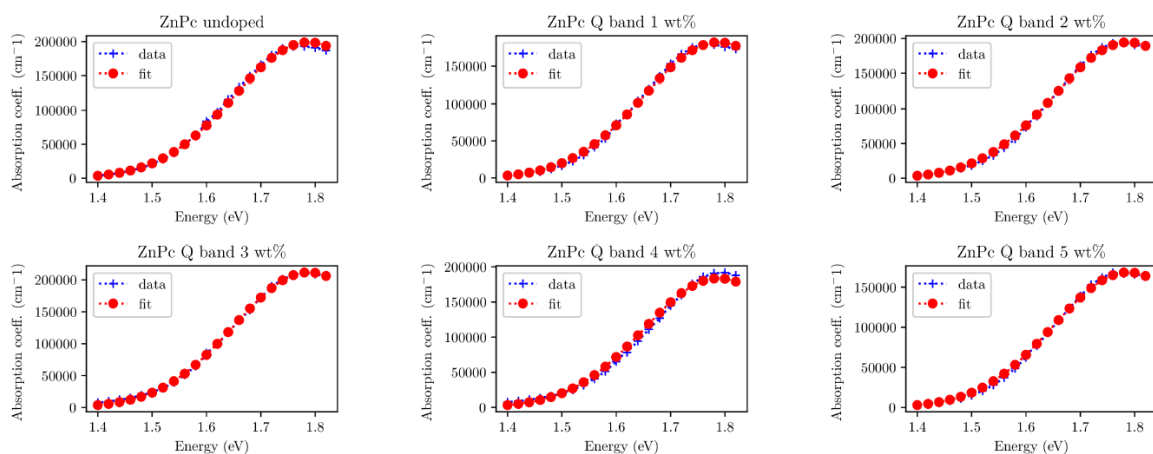 ZnPc undoped
200000
150000
100000
50000
0
Absorption coeff. (cm⁻¹)
data
fit
1.4 1.5 1.6 1.7 1.8
Energy (eV)
ZnPc Q band 1 wt%
150000
100000
50000
0
Absorption coeff. (cm⁻¹)
data
fit
1.4 1.5 1.6 1.7 1.8
Energy (eV)
ZnPc Q band 2 wt%
200000
150000
100000
50000
0
Absorption coeff. (cm⁻¹)
data
fit
1.4 1.5 1.6 1.7 1.8
Energy (eV)
ZnPc Q band 3 wt%
200000
150000
100000
50000
0
Absorption coeff. (cm⁻¹)
data
fit
1.4 1.5 1.6 1.7 1.8
Energy (eV)
ZnPc Q band 4 wt%
200000
150000
100000
50000
0
Absorption coeff. (cm⁻¹)
data
fit
1.4 1.5 1.6 1.7 1.8
Energy (eV)
ZnPc Q band 5 wt%
150000
100000
50000
0
Absorption coeff. (cm⁻¹)
data
fit
1.4 1.5 1.6 1.7 1.8
Energy (eV)